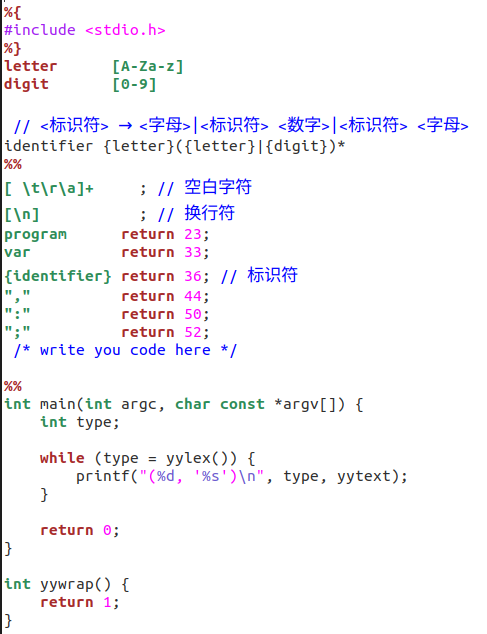 %{
#include <stdio.h>
%}
letter      [A-Za-z]
digit       [0-9]
// <标识符> → <字母>|<标识符> <数字>|<标识符> <字母>
identifier {letter}({letter}|{digit})*
%%
[ \t\r\a]+     ; // 空白字符
[\n]           ; // 换行符
program      return 23;
var          return 33;
{identifier} return 36; // 标识符
","          return 44;
":"          return 50;
";"          return 52;
/* write you code here */
%%
int main(int argc, char const *argv[]) {
    int type;
    while (type = yylex()) {
        printf("(%d, '%s')\n", type, yytext);
    }
    return 0;
}
int yywrap() {
    return 1;
}